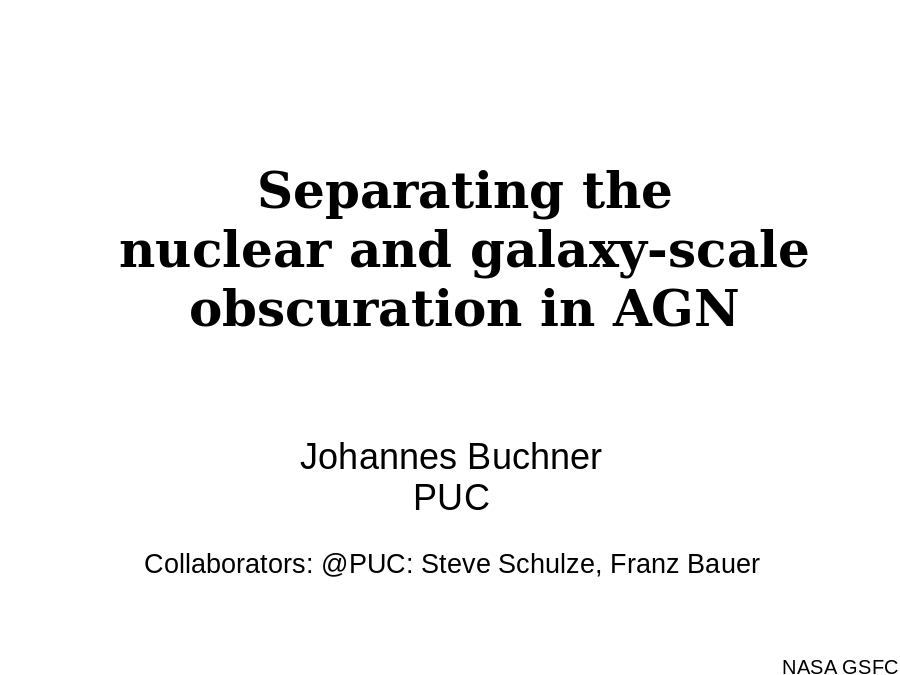 Separating the
nuclear and galaxy-scale
obscuration in AGN
Johannes Buchner
PUC
Collaborators: @PUC: Steve Schulze, Franz Bauer
NASA GSFC